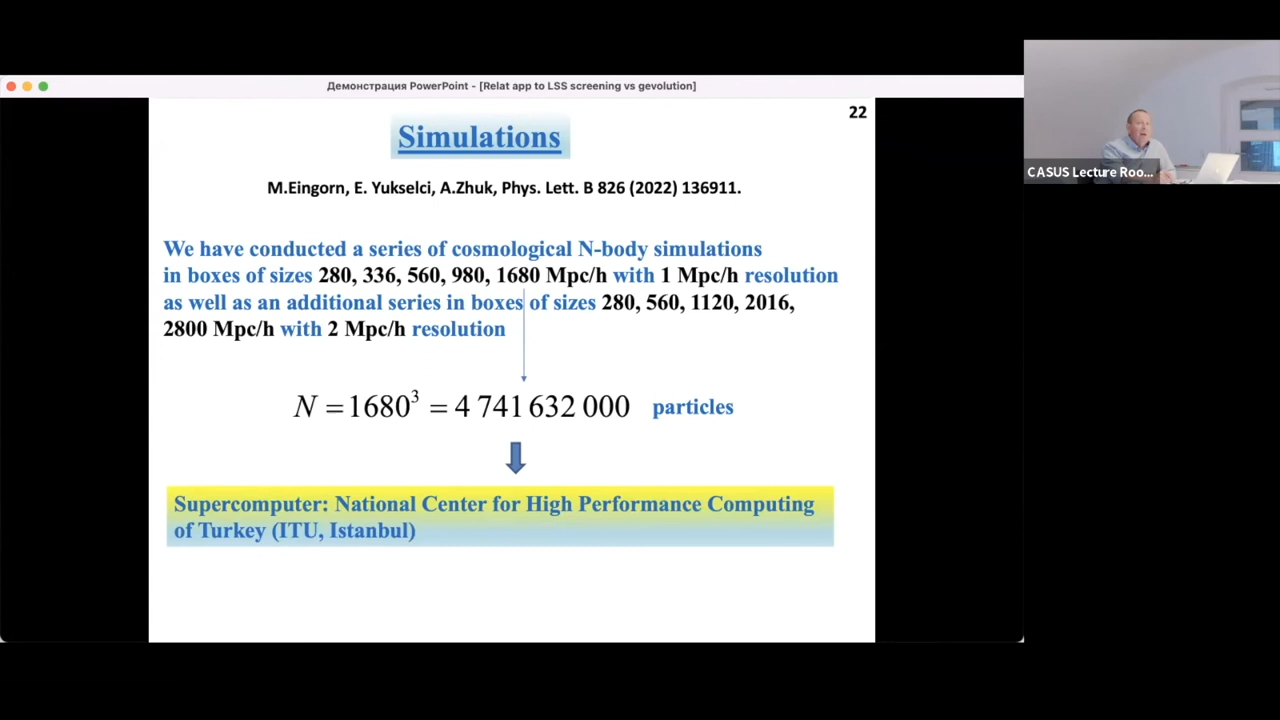 Демонстрация PowerPoint - [Relat app to LSS screening vs gevolution]
22
Simulations
M.Eingorn, E. Yukselci, A.Zhuk, Phys. Lett. B 826 (2022) 136911.
We have conducted a series of cosmological N-body simulations
in boxes of sizes 280, 336, 560, 980, 1680 Mpc/h with 1 Mpc/h resolution
as well as an additional series in boxes of sizes 280, 560, 1120, 2016,
2800 Mpc/h with 2 Mpc/h resolution
N = 1680³ = 4 741 632 000 particles
Supercomputer: National Center for High Performance Computing
of Turkey (ITU, Istanbul)
CASUS Lecture Roo...